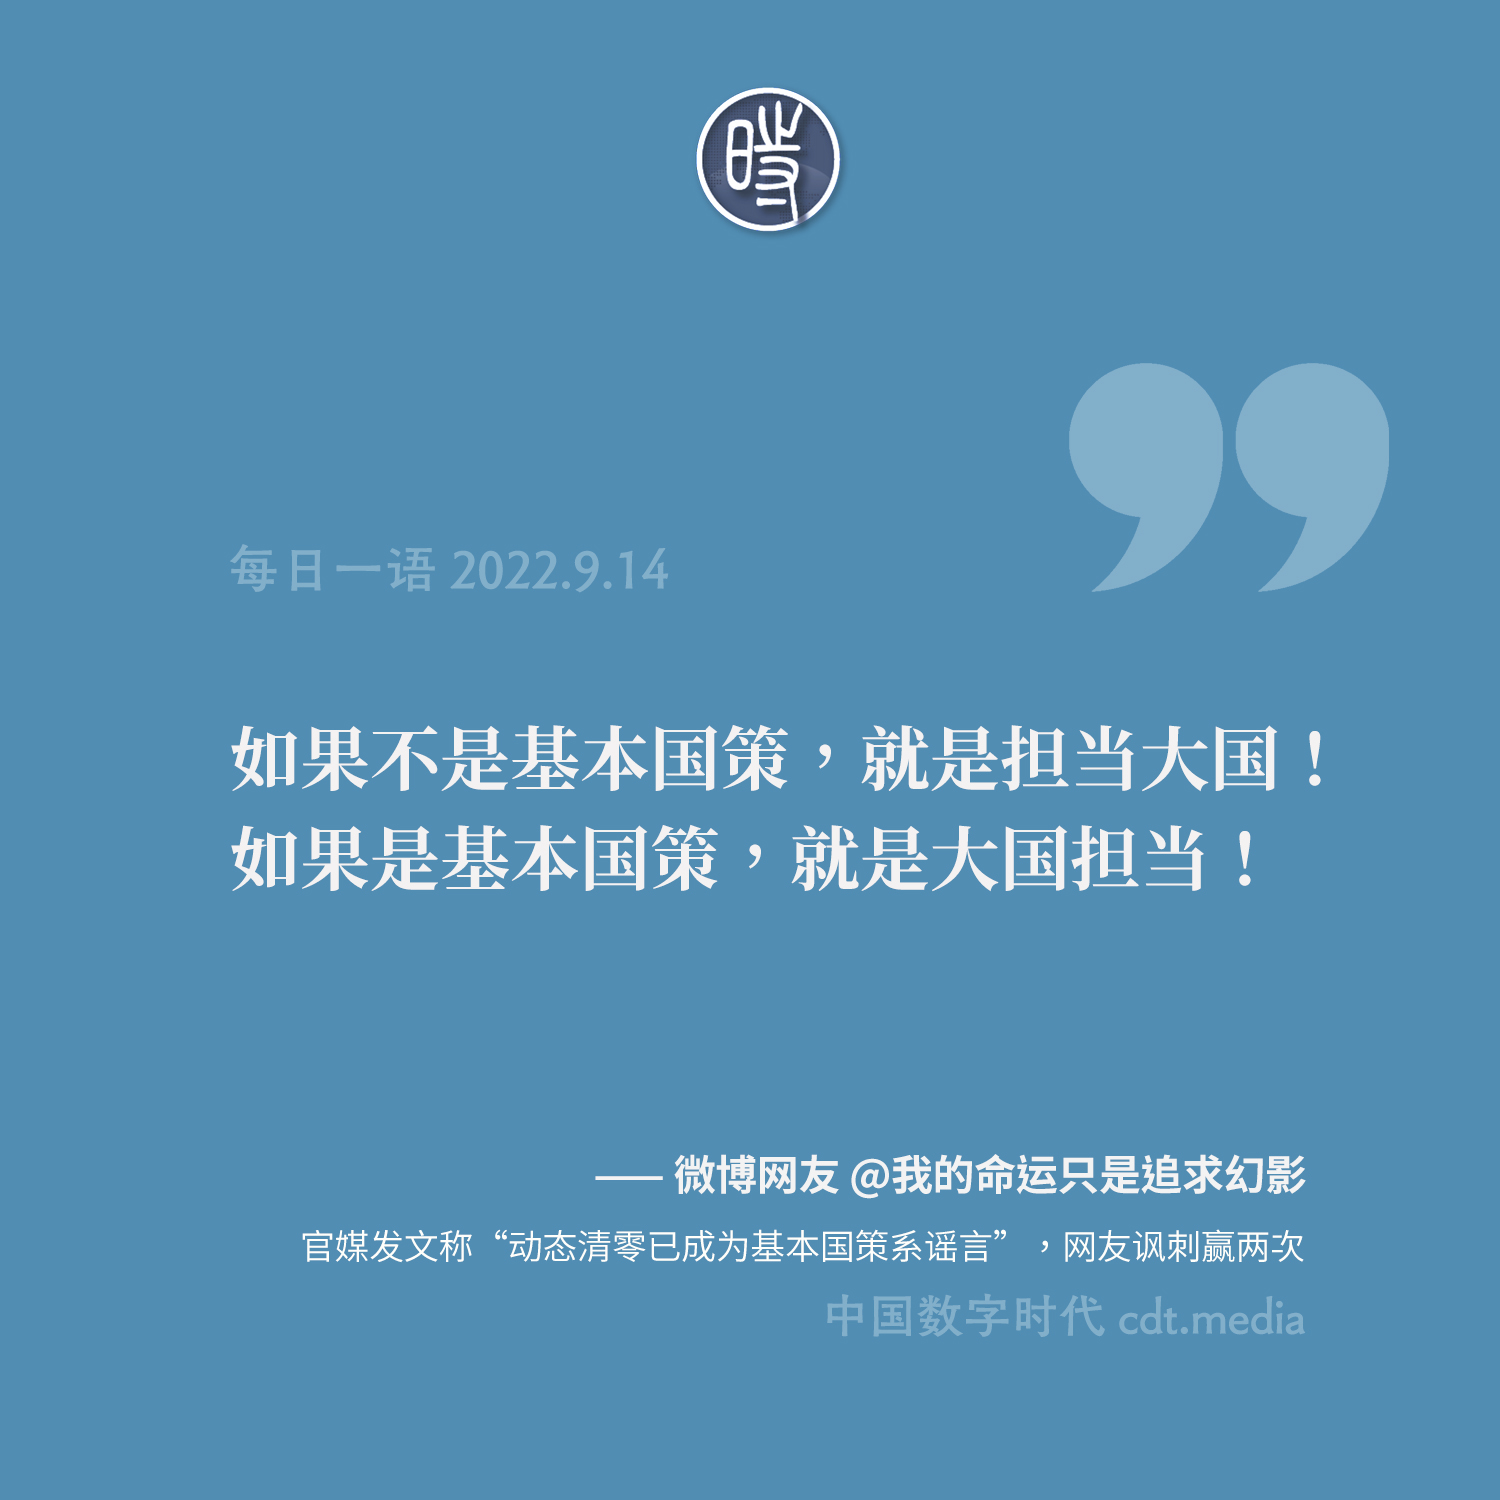 時
每日一语 2022.9.14
如果不是基本国策，就是担当大国！
如果是基本国策，就是大国担当！
—— 微博网友 @我的命运只是追求幻影
官媒发文称“动态清零已成为基本国策系谣言”，网友讽刺赢两次
中国数字时代 cdt.media